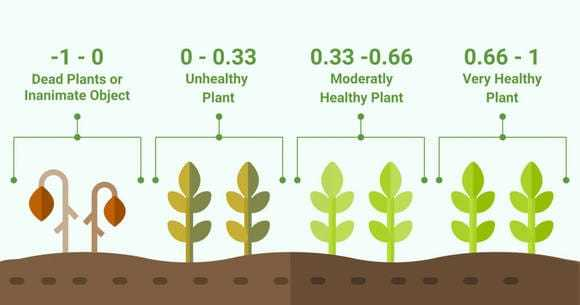 -1 - 0
Dead Plants or
Inanimate Object
0 - 0.33
Unhealthy
Plant
0.33 -0.66
Moderatly
Healthy Plant
0.66 - 1
Very Healthy
Plant